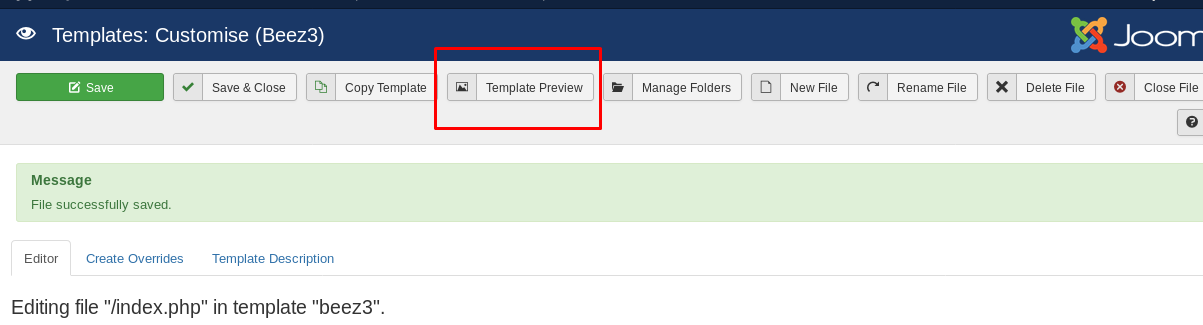 Templates: Customise (Beez3)
Save
Save & Close
Copy Template
Template Preview
Manage Folders
New File
Rename File
Delete File
Close File
Message
File successfully saved.
Editor
Create Overrides
Template Description
Editing file "/index.php" in template "beez3".